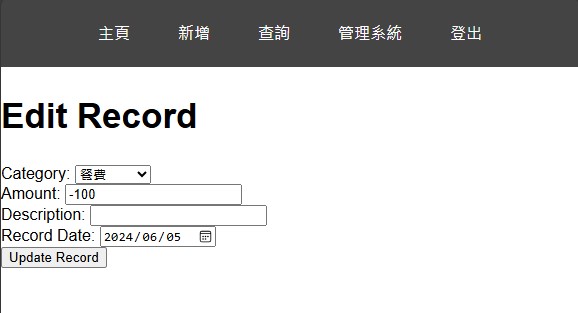 主頁 新增 查詢 管理系統 登出
Edit Record
Category: 餐費
Amount: -100
Description:
Record Date: 2024/06/05
Update Record